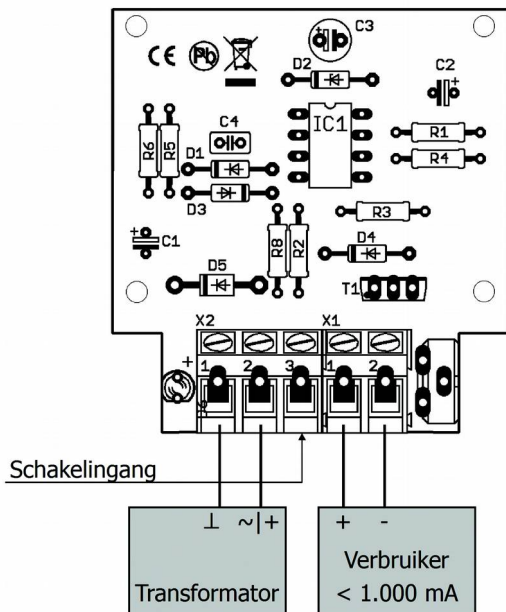 C3
CE Pb
D2
C2
C4
IC1
R6
R5
R1
D1
R4
D3
R3
C1
R8
R2
D4
D5
T1
X2 X1
1 2 3 1 2
Schakelingang
⊥ ~|+ + -
Transformator
Verbruiker
< 1.000 mA